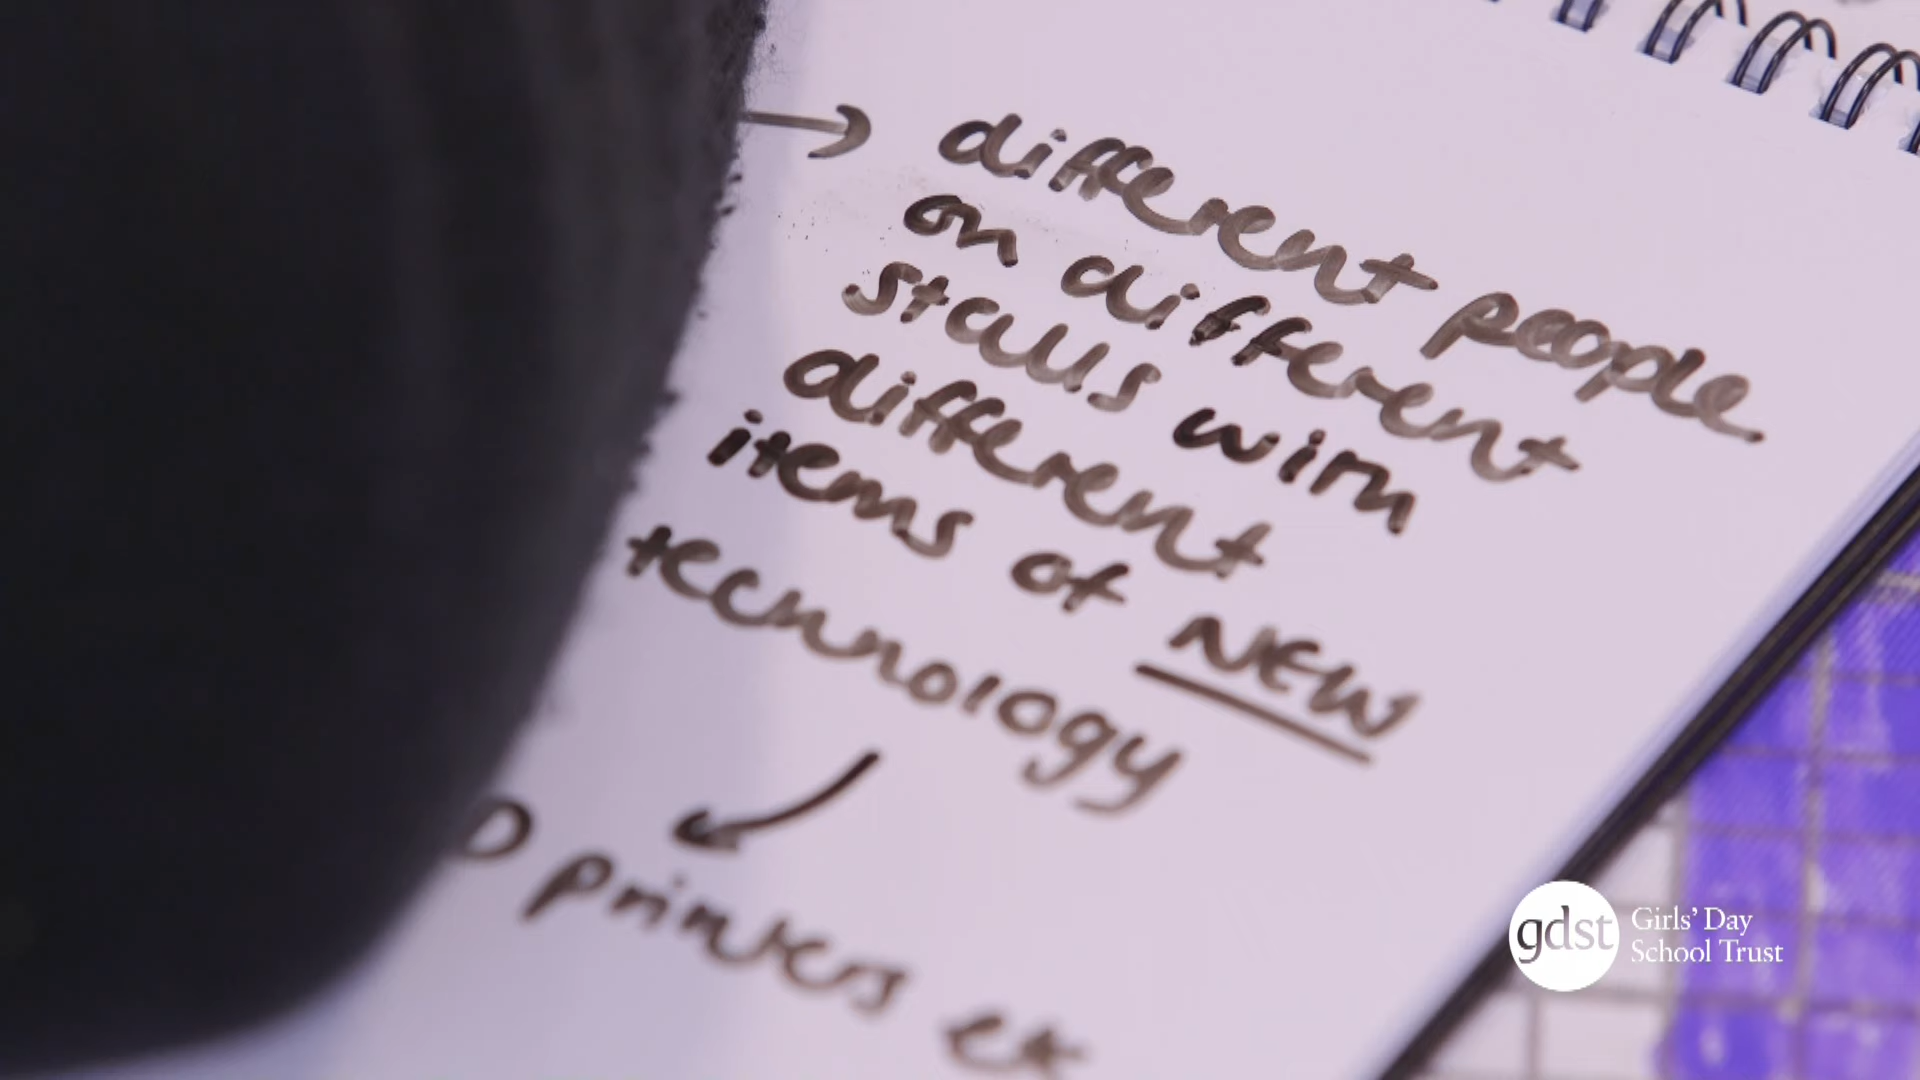 → different people
on different
stalls with
different
items of NEW
technology
D printers etc
gdst Girls' Day
School Trust